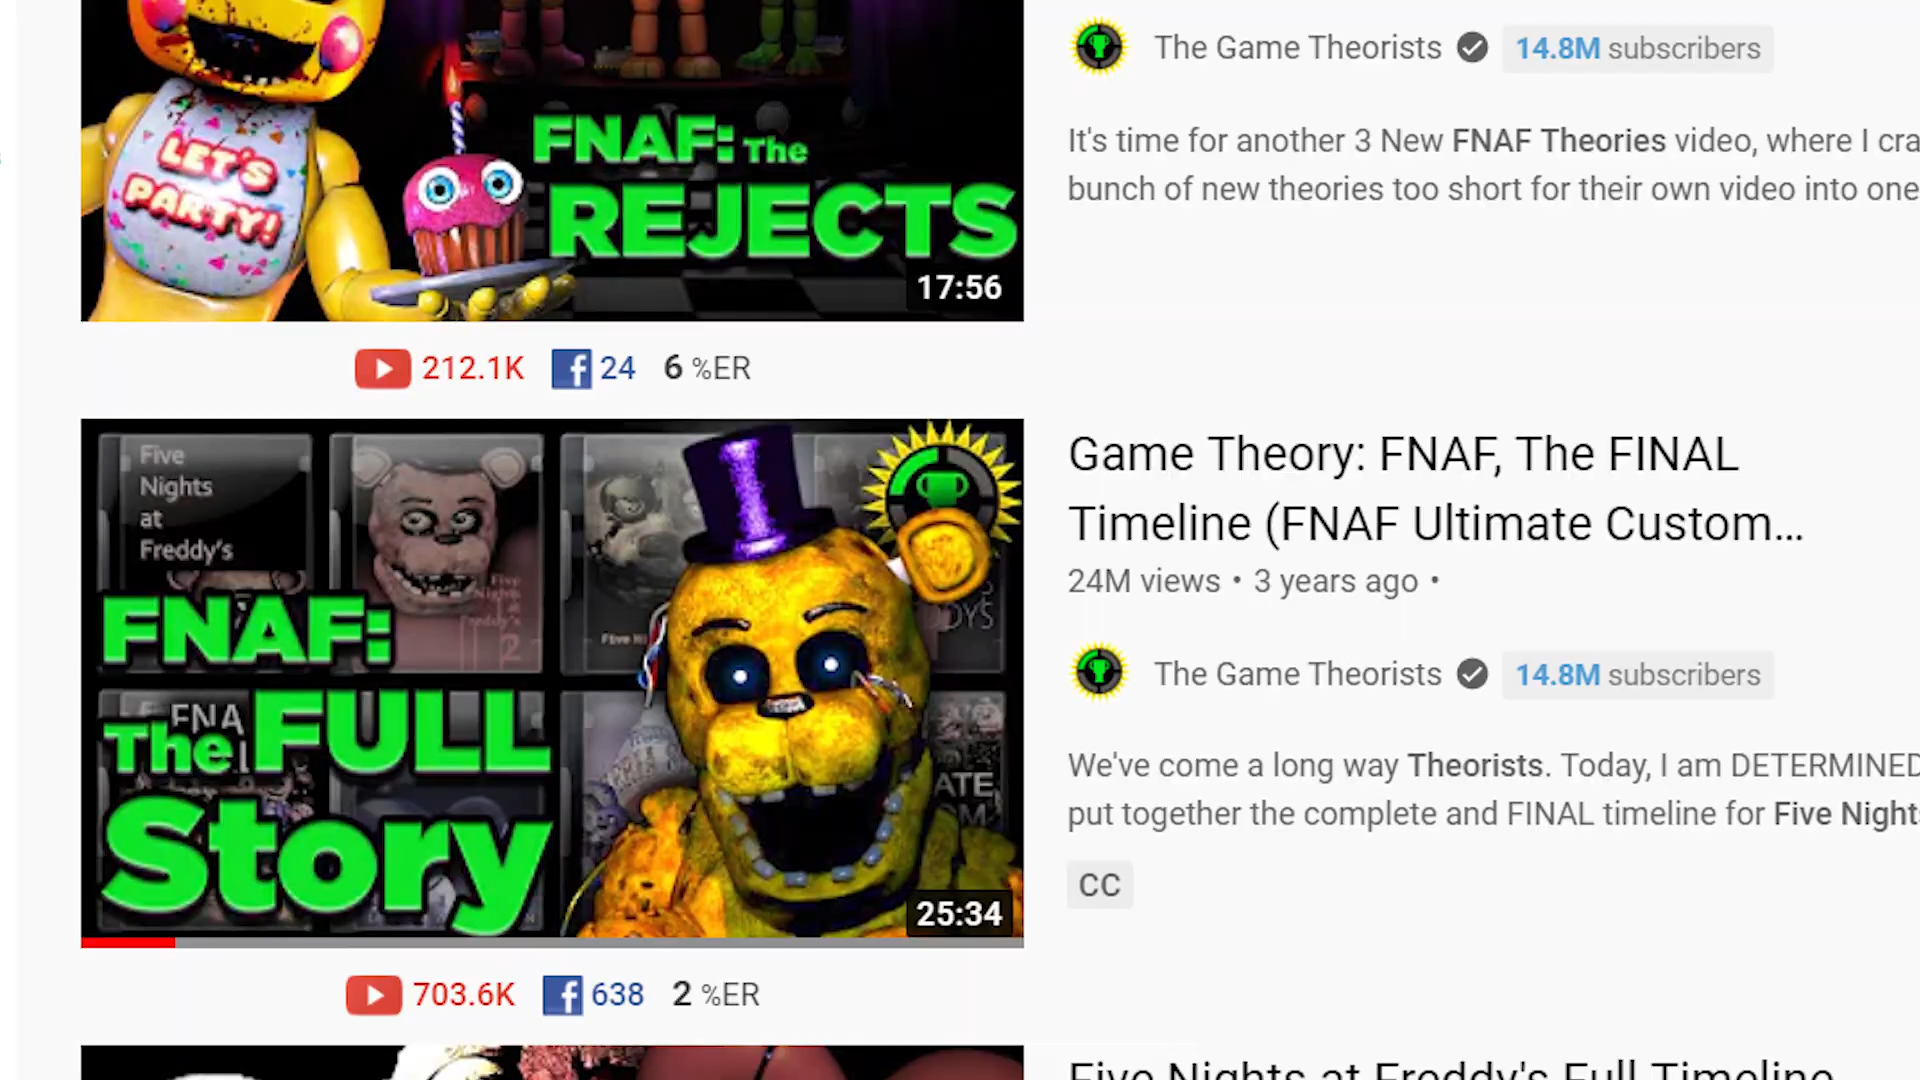 LET'S
PARTY!
FNAF: The
REJECTS
17:56
The Game Theorists
14.8M subscribers
It's time for another 3 New FNAF Theories video, where I cra
bunch of new theories too short for their own video into one
212.1K 24 6 %ER
Five
Nights
at
Freddy's
FNAF:
The FULL
Story
25:34
Game Theory: FNAF, The FINAL
Timeline (FNAF Ultimate Custom...
24M views • 3 years ago •
The Game Theorists
14.8M subscribers
We've come a long way Theorists. Today, I am DETERMINED
put together the complete and FINAL timeline for Five Nights
CC
703.6K 638 2 %ER
Five Nights at Freddy's Full Timeline